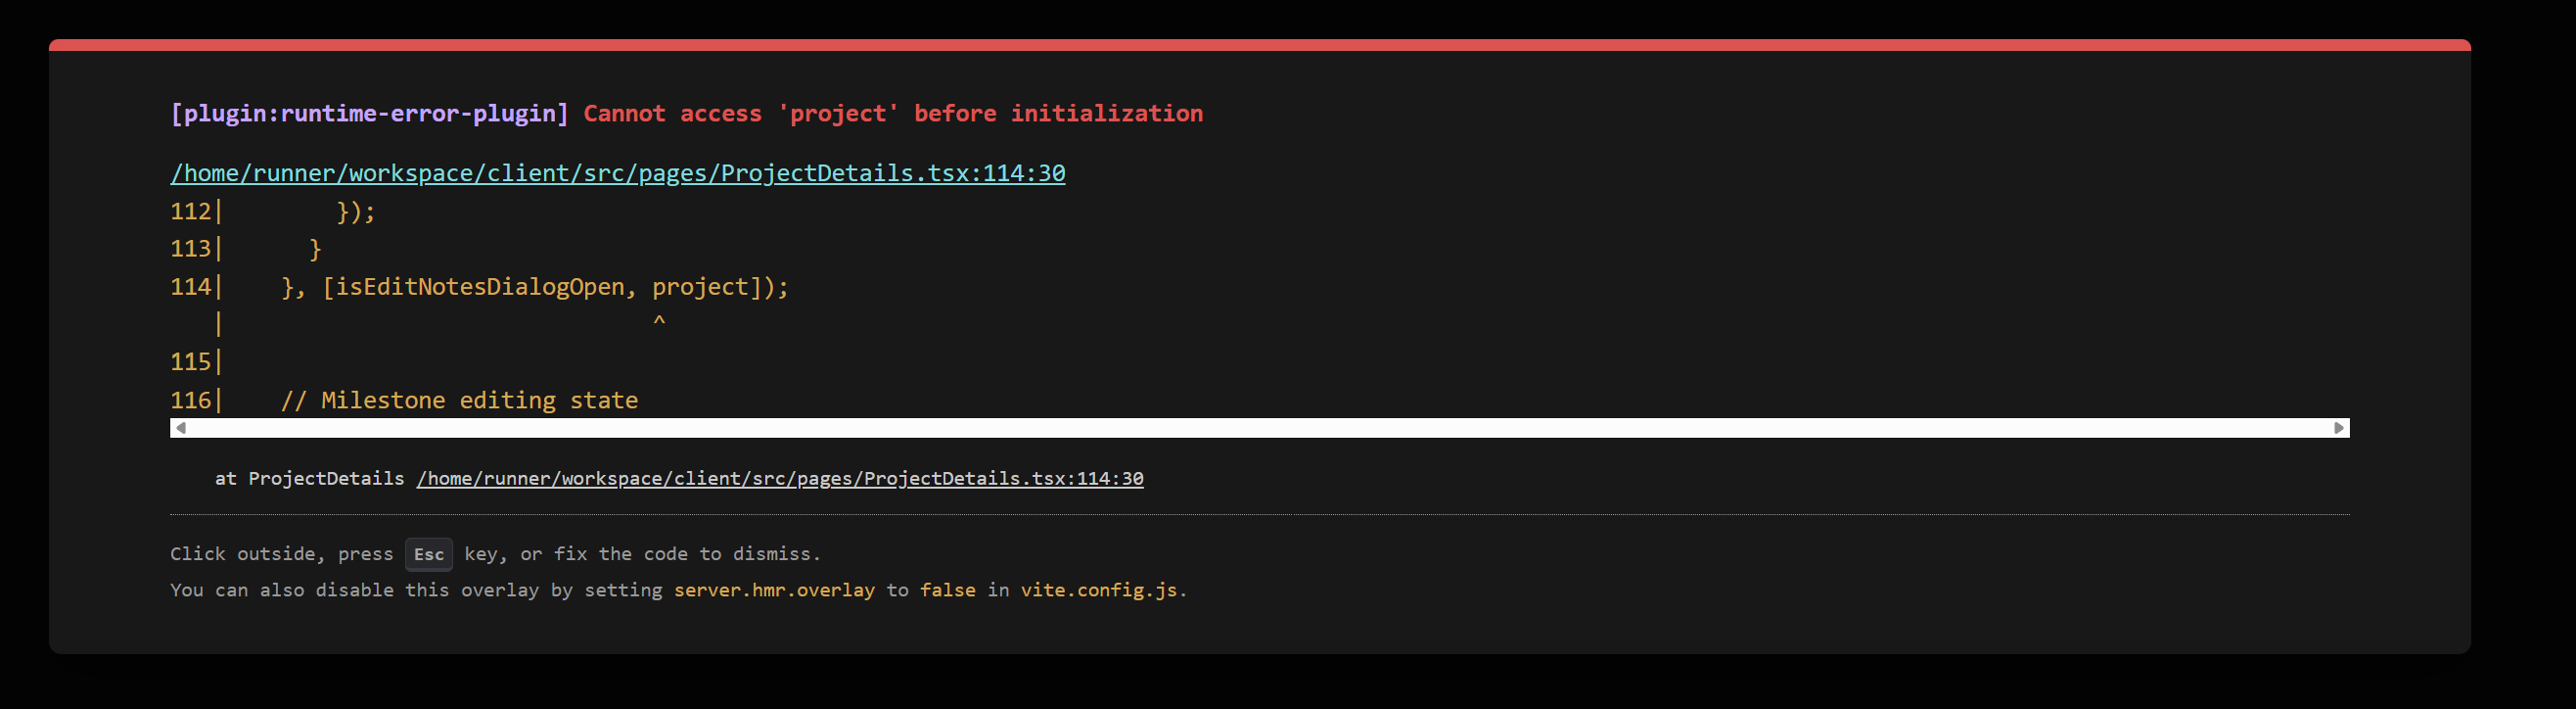 [plugin:runtime-error-plugin] Cannot access 'project' before initialization
/home/runner/workspace/client/src/pages/ProjectDetails.tsx:114:30
112|        });
113|      }
114|    }, [isEditNotesDialogOpen, project]);
   |                               ^
115|
116|    // Milestone editing state
at ProjectDetails /home/runner/workspace/client/src/pages/ProjectDetails.tsx:114:30
Click outside, press Esc key, or fix the code to dismiss.
You can also disable this overlay by setting server.hmr.overlay to false in vite.config.js.